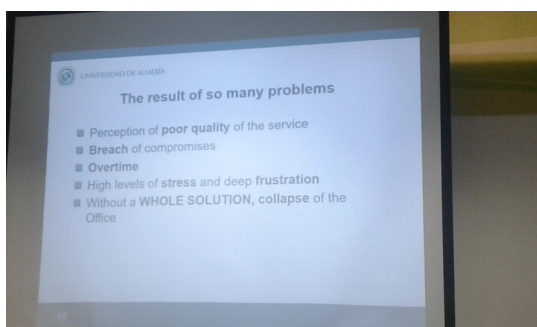 UNIVERSIDAD DE ALMERÍA
The result of so many problems
Perception of poor quality of the service
Breach of compromises
Overtime
High levels of stress and deep frustration
Without a WHOLE SOLUTION, collapse of the
Office